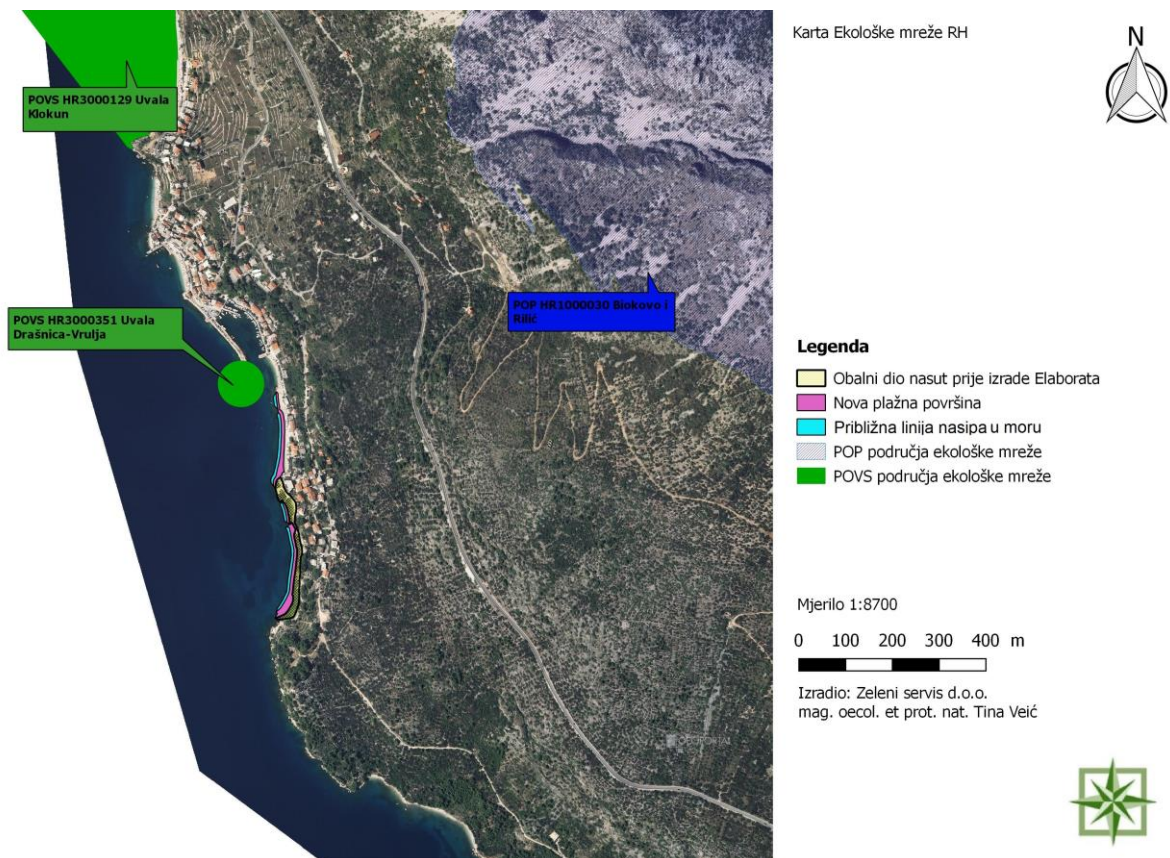 Karta Ekološke mreže RH
N
POVS HR3000129 Uvala
Klokun
POVS HR3000351 Uvala
Drašnica-Vrulja
POP HR1000030 Biokovo i
Rilić
Legenda
Obalni dio nasut prije izrade Elaborata
Nova plažna površina
Približna linija nasipa u moru
POP područja ekološke mreže
POVS područja ekološke mreže
Mjerilo 1:8700
0 100 200 300 400 m
Izradio: Zeleni servis d.o.o.
mag. oecol. et prot. nat. Tina Veić
GEOPORTAL